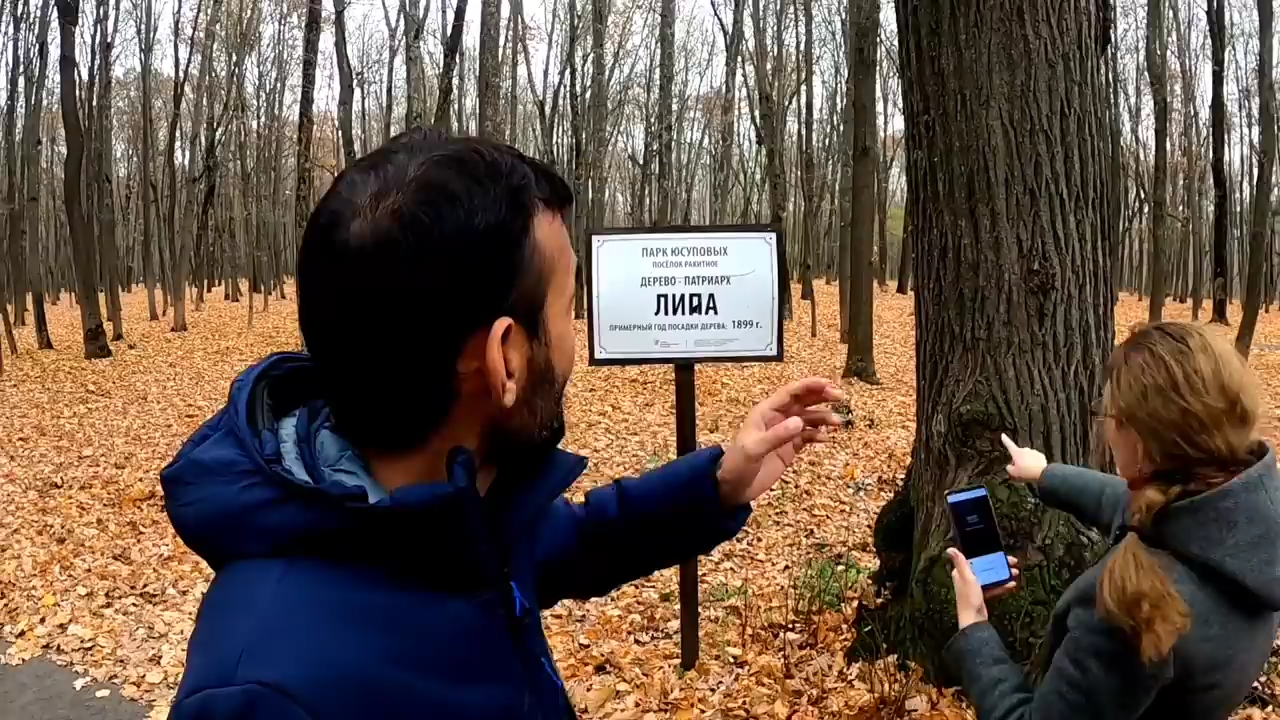 ПАРК ЮСУПОВЫХ
ПОСЁЛОК РАКИТНОЕ
ДЕРЕВО - ПАТРИАРХ
ЛИПА
ПРИМЕРНЫЙ ГОД ПОСАДКИ ДЕРЕВА: 1899 г.